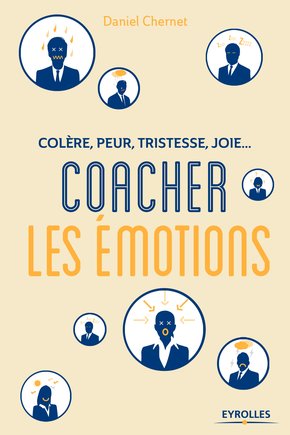 Daniel Chernet
COLÈRE, PEUR, TRISTESSE, JOIE...
COACHER
LES ÉMOTIONS
EYROLLES